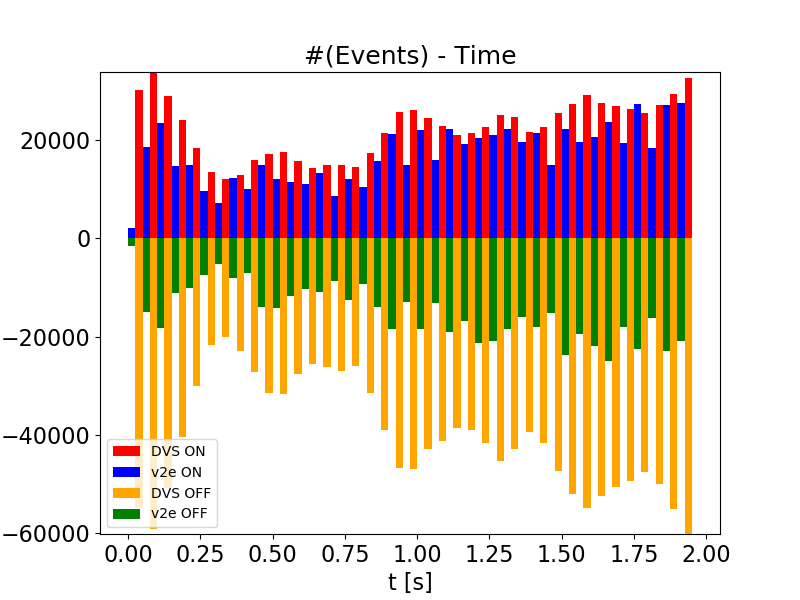 #(Events) - Time
20000
0
−20000
−40000
−60000
DVS ON
v2e ON
DVS OFF
v2e OFF
0.00 0.25 0.50 0.75 1.00 1.25 1.50 1.75 2.00
t [s]